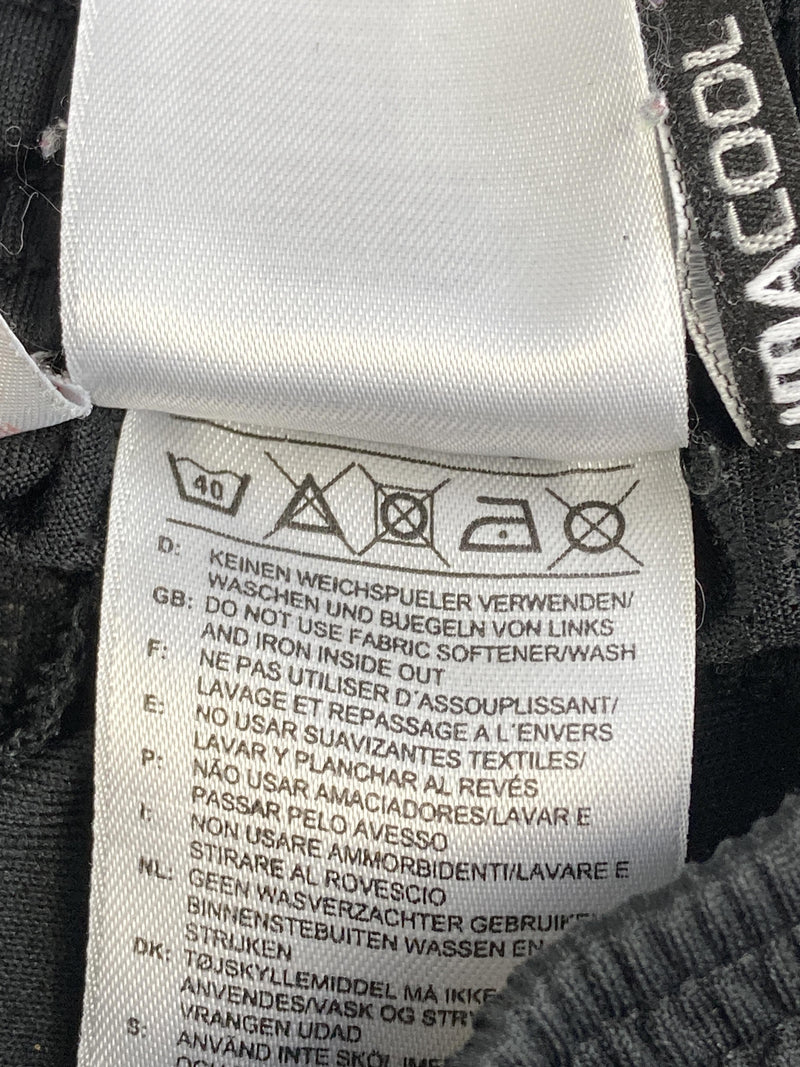 IMACOOL
40
D: KEINEN WEICHSPUELER VERWENDEN/
WASCHEN UND BUEGELN VON LINKS
GB: DO NOT USE FABRIC SOFTENER/WASH
AND IRON INSIDE OUT
F: NE PAS UTILISER D'ASSOUPLISSANT/
LAVAGE ET REPASSAGE A L'ENVERS
E: NO USAR SUAVIZANTES TEXTILES/
LAVAR Y PLANCHAR AL REVÉS
P: NÃO USAR AMACIADORES/LAVAR E
PASSAR PELO AVESSO
I: NON USARE AMMORBIDENTI/LAVARE E
STIRARE AL ROVESCIO
NL: GEEN WASVERZACHTER
BINNENSTEBUITEN WASSEN EN
STRIJKEN
DK: TØJSKYLLEMIDDEL MÅ IKKE
ANVENDES/VASK OG
VRANGEN UDAD
S: ANVÄND INTE